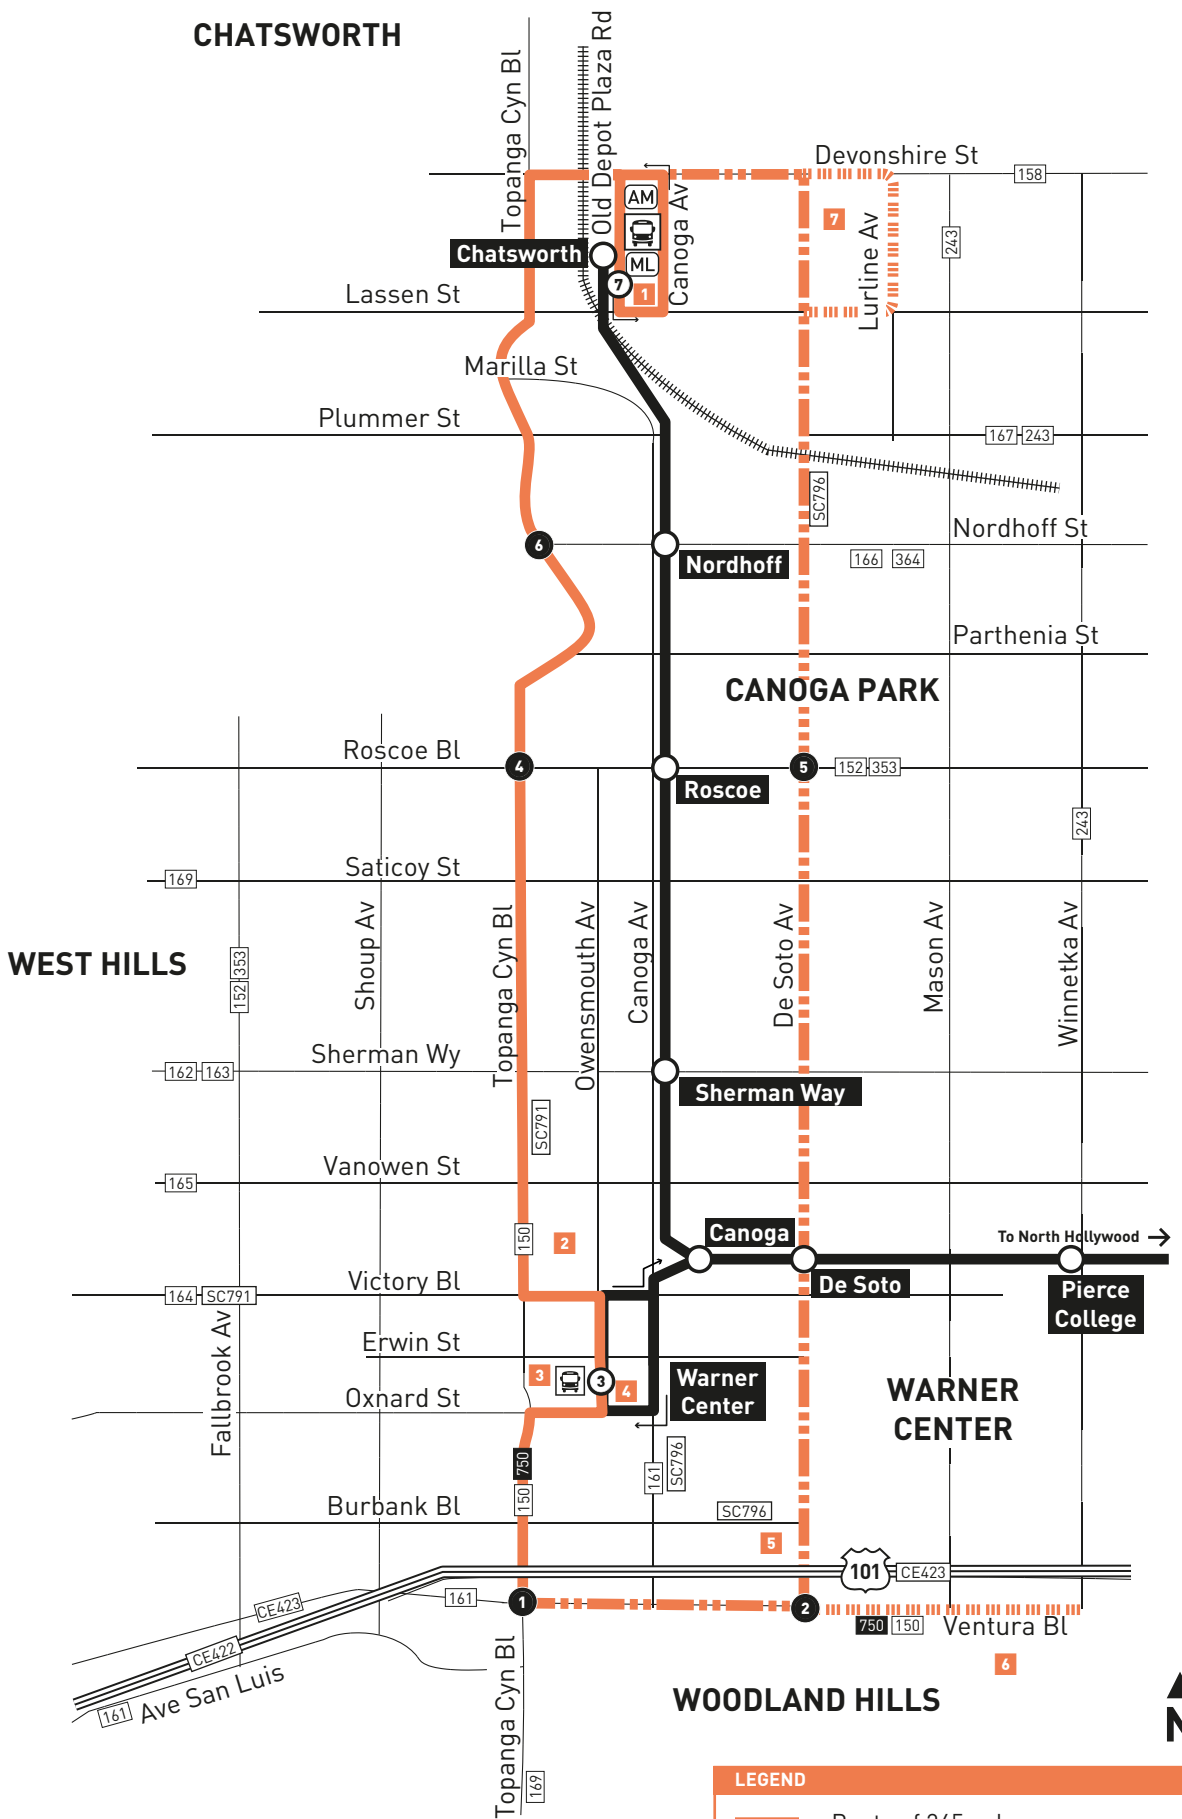 CHATSWORTH
Topanga Cyn Bl
Old Depot Plaza Rd
Devonshire St
158
AM
Canoga Av
7
Lurline Av
243
Chatsworth
ML
7
1
Lassen St
Marilla St
Plummer St
167 243
SC796
6
Nordhoff St
Nordhoff
166 364
Parthenia St
CANOGA PARK
Roscoe Bl
4
5
152 353
Roscoe
243
Saticoy St
169
WEST HILLS
152 353
Shoup Av
Topanga Cyn Bl
Owensmouth Av
Canoga Av
De Soto Av
Mason Av
Winnetka Av
Sherman Wy
162 163
Sherman Way
SC791
Vanowen St
165
150
2
Canoga
To North Hollywood
Victory Bl
De Soto
Pierce
College
164 SC791
Fallbrook Av
Erwin St
3
3
4
Warner
Center
WARNER
CENTER
Oxnard St
750
150
161
SC796
Burbank Bl
SC796
5
101
CE423
CE423
161
1
2
750 150
Ventura Bl
CE422
6
161
Ave San Luis
Topanga Cyn Bl
WOODLAND HILLS
N
169
LEGEND